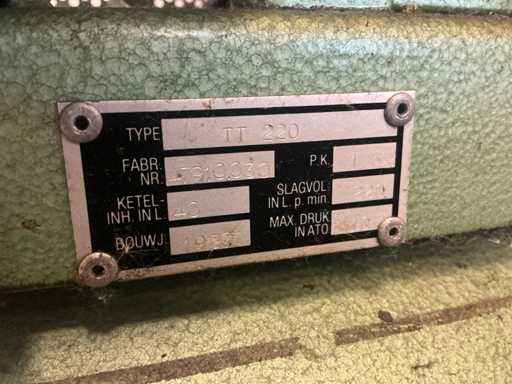 TYPE TT 220
FABR. NR. P.K.
KETEL-INH. IN L. 40 SLAGVOL. IN L. p. min. 220
BOUWJ. MAX. DRUK IN ATO